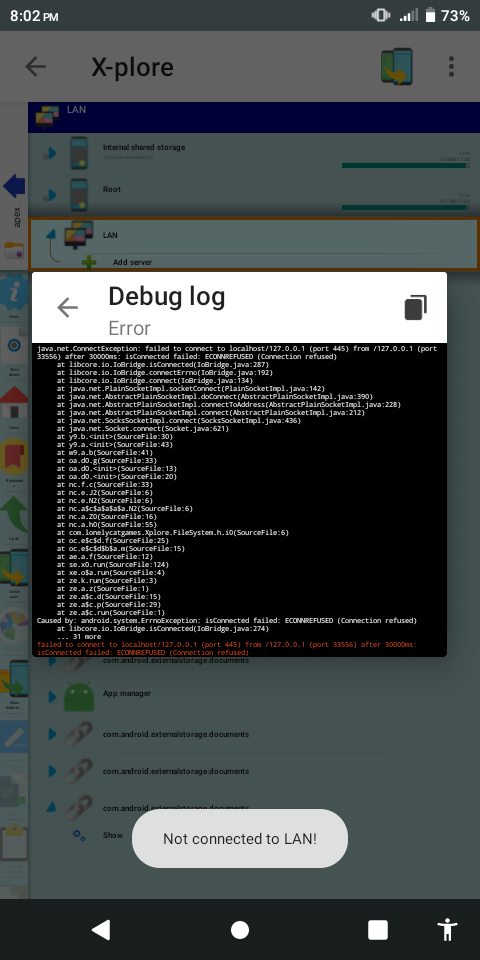 8:02 PM
73%
X-plore
LAN
Internal shared storage
Free
Root
/
Free
apex
LAN
Add server
Debug log
Error
java.net.ConnectException: failed to connect to localhost/127.0.0.1 (port 445) from /127.0.0.1 (port
33556) after 30000ms: isConnected failed: ECONNREFUSED (Connection refused)
at libcore.io.IoBridge.isConnected(IoBridge.java:287)
at libcore.io.IoBridge.connectErrno(IoBridge.java:192)
at libcore.io.IoBridge.connect(IoBridge.java:134)
at java.net.PlainSocketImpl.socketConnect(PlainSocketImpl.java:142)
at java.net.AbstractPlainSocketImpl.doConnect(AbstractPlainSocketImpl.java:390)
at java.net.AbstractPlainSocketImpl.connectToAddress(AbstractPlainSocketImpl.java:228)
at java.net.AbstractPlainSocketImpl.connect(AbstractPlainSocketImpl.java:212)
at java.net.SocksSocketImpl.connect(SocksSocketImpl.java:436)
at java.net.Socket.connect(Socket.java:621)
at y9.b.<init>(SourceFile:30)
at y9.a.<init>(SourceFile:43)
at m9.a.b(SourceFile:41)
at oa.d0.g(SourceFile:33)
at oa.d0.<init>(SourceFile:13)
at oa.d0.<init>(SourceFile:20)
at nc.f.c(SourceFile:33)
at nc.e.J2(SourceFile:6)
at nc.e.N2(SourceFile:6)
at nc.a$c$a$a$a$a.N2(SourceFile:6)
at nc.a.Z0(SourceFile:16)
at nc.a.h0(SourceFile:55)
at com.lonelycatgames.Xplore.FileSystem.h.i0(SourceFile:6)
at oc.e$c$d.f(SourceFile:25)
at oc.e$c$d$b$a.m(SourceFile:15)
at ae.a.f(SourceFile:12)
at se.x0.run(SourceFile:124)
at xe.o$a.run(SourceFile:4)
at ze.k.run(SourceFile:3)
at ze.a.z(SourceFile:1)
at ze.a$c.d(SourceFile:15)
at ze.a$c.p(SourceFile:29)
at ze.a$c.run(SourceFile:1)
Caused by: android.system.ErrnoException: isConnected failed: ECONNREFUSED (Connection refused)
at libcore.io.IoBridge.isConnected(IoBridge.java:274)
... 31 more
failed to connect to localhost/127.0.0.1 (port 445) from /127.0.0.1 (port 33556) after 30000ms:
isConnected failed: ECONNREFUSED (Connection refused)
com.android.externalstorage.documents
App manager
com.android.externalstorage.documents
com.android.externalstorage.documents
com.android.externalstorage.documents
Show
Not connected to LAN!